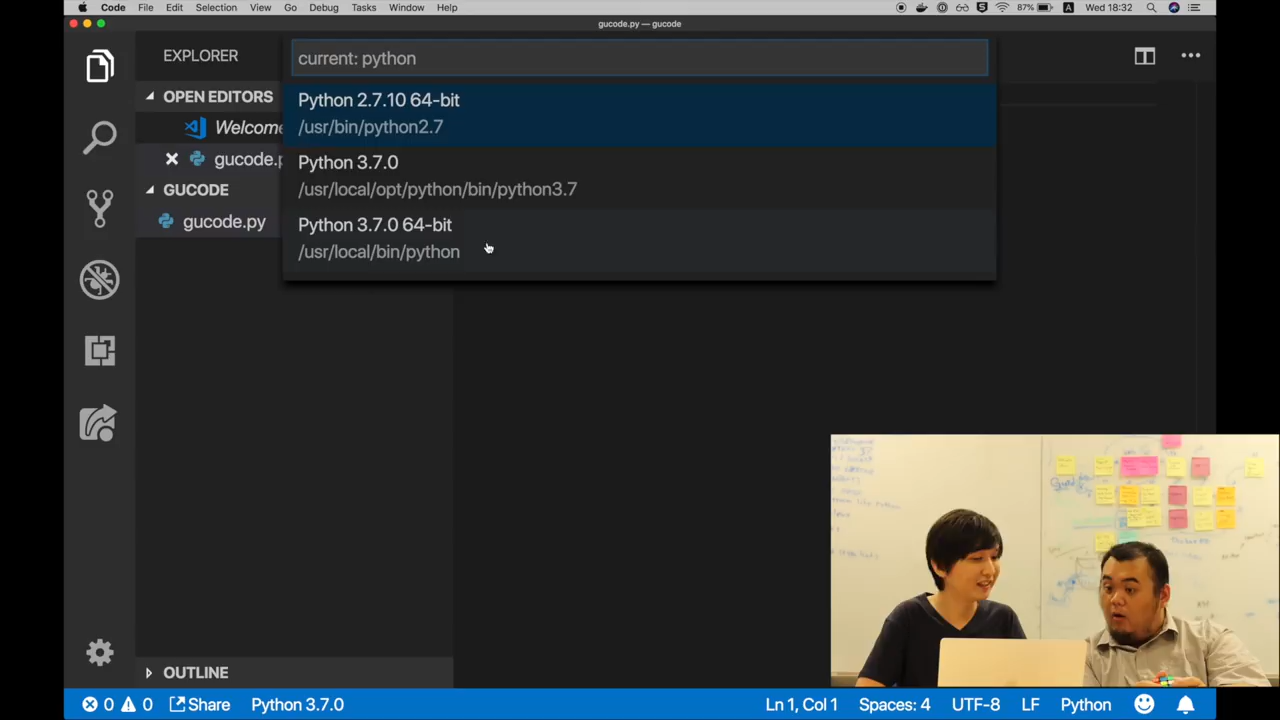 Code File Edit Selection View Go Debug Tasks Window Help 87% A Wed 18:32
gucode.py — gucode
EXPLORER
OPEN EDITORS
Welcome
gucode.p
GUCODE
gucode.py
current: python
Python 2.7.10 64-bit
/usr/bin/python2.7
Python 3.7.0
/usr/local/opt/python/bin/python3.7
Python 3.7.0 64-bit
/usr/local/bin/python
OUTLINE
0 0 Share Python 3.7.0 Ln 1, Col 1 Spaces: 4 UTF-8 LF Python